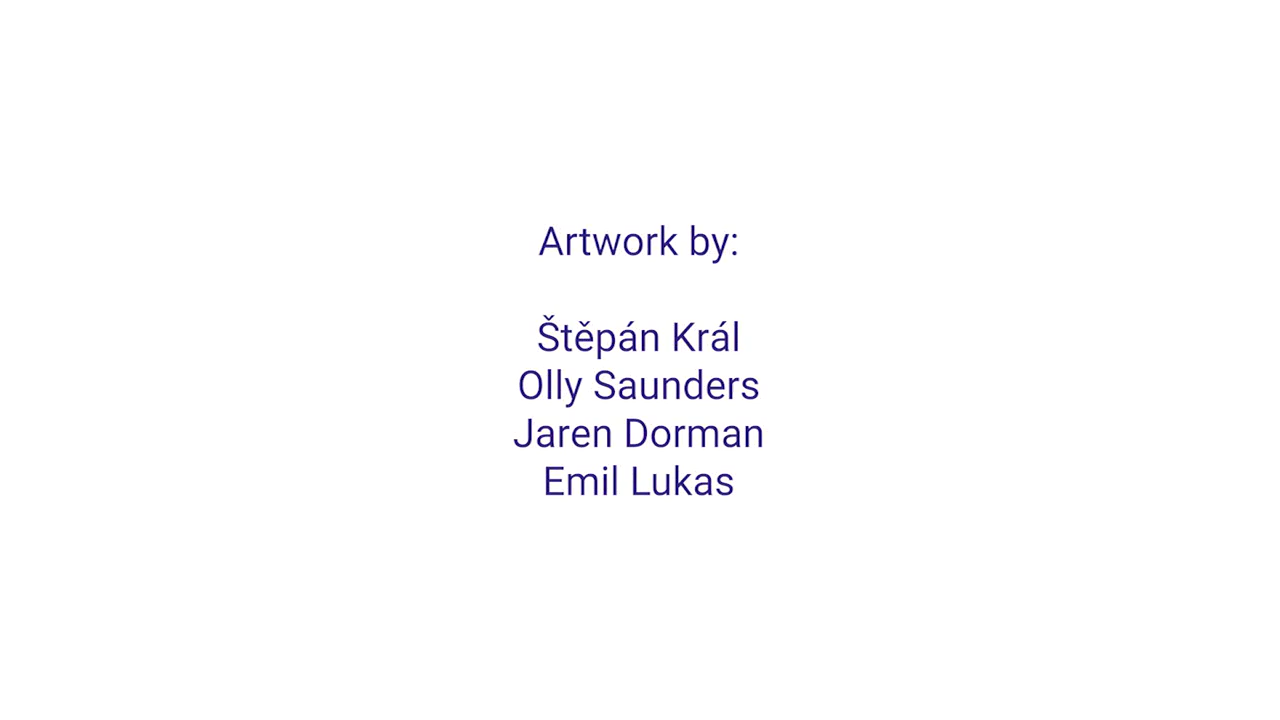 Artwork by:
Štěpán Král
Olly Saunders
Jaren Dorman
Emil Lukas